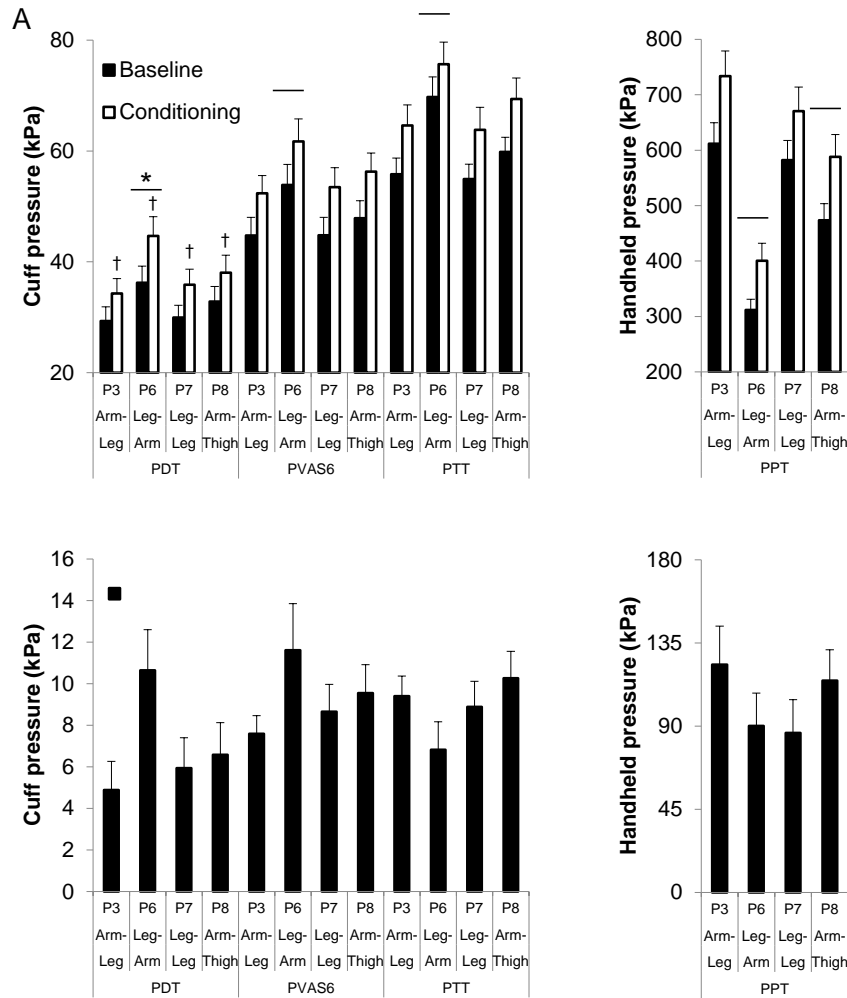 A
Cuff pressure (kPa)
80
60
40
20
Baseline
Conditioning
*
† † † †
P3 P6 P7 P8 P3 P6 P7 P8 P3 P6 P7 P8
Arm- Leg- Leg- Arm- Arm- Leg- Leg- Arm- Arm- Leg- Leg- Arm-
Leg Arm Leg Thigh Leg Arm Leg Thigh Leg Arm Leg Thigh
PDT PVAS6 PTT
Handheld pressure (kPa)
800
700
600
500
400
300
200
P3 P6 P7 P8
Arm- Leg- Leg- Arm-
Leg Arm Leg Thigh
PPT
Cuff pressure (kPa)
16
14
12
10
8
6
4
2
0
P3 P6 P7 P8 P3 P6 P7 P8 P3 P6 P7 P8
Arm- Leg- Leg- Arm- Arm- Leg- Leg- Arm- Arm- Leg- Leg- Arm-
Leg Arm Leg Thigh Leg Arm Leg Thigh Leg Arm Leg Thigh
PDT PVAS6 PTT
Handheld pressure (kPa)
180
135
90
45
0
P3 P6 P7 P8
Arm- Leg- Leg- Arm-
Leg Arm Leg Thigh
PPT